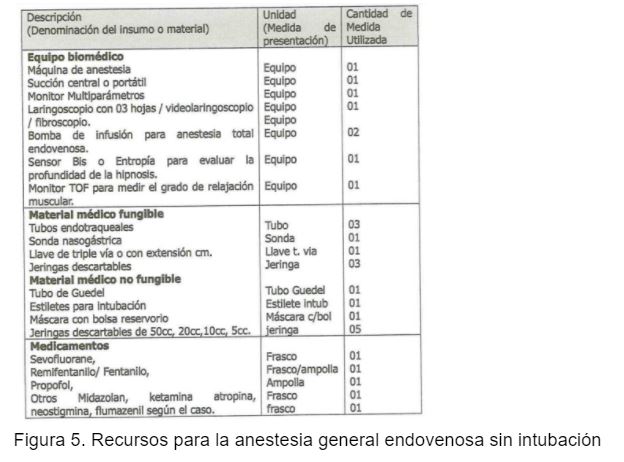 Descripción Unidad Cantidad de
(Denominación del insumo o material) (Medida de Medida
presentación) Utilizada
Equipo biomédico
Máquina de anestesia Equipo 01
Succión central o portátil Equipo 01
Monitor Multiparámetros Equipo 01
Laringoscopio con 03 hojas / videolaringoscopio Equipo 01
/ fibroscopio. Equipo
Bomba de infusión para anestesia total Equipo 02
endovenosa.
Sensor Bis o Entropía para evaluar la Equipo 01
profundidad de la hipnosis.
Monitor TOF para medir el grado de relajación Equipo 01
muscular.
Material médico fungible
Tubos endotraqueales Tubo 03
Sonda nasogástrica Sonda 01
Llave de triple vía o con extensión cm. Llave t. via 01
Jeringas descartables Jeringa 03
Material médico no fungible
Tubo de Guedel Tubo Guedel 01
Estiletes para Intubación Estilete intub 01
Máscara con bolsa reservorio Máscara c/bol 01
Jeringas descartables de 50cc, 20cc,10cc, 5cc. jeringa 05
Medicamentos
Sevofluorane, Frasco 01
Remifentanilo/ Fentanilo, Frasco/ampolla 01
Propofol, Ampolla 01
Otros Midazolan, ketamina atropina, Frasco 01
neostigmina, flumazenil según el caso. frasco 01
Figura 5. Recursos para la anestesia general endovenosa sin intubación